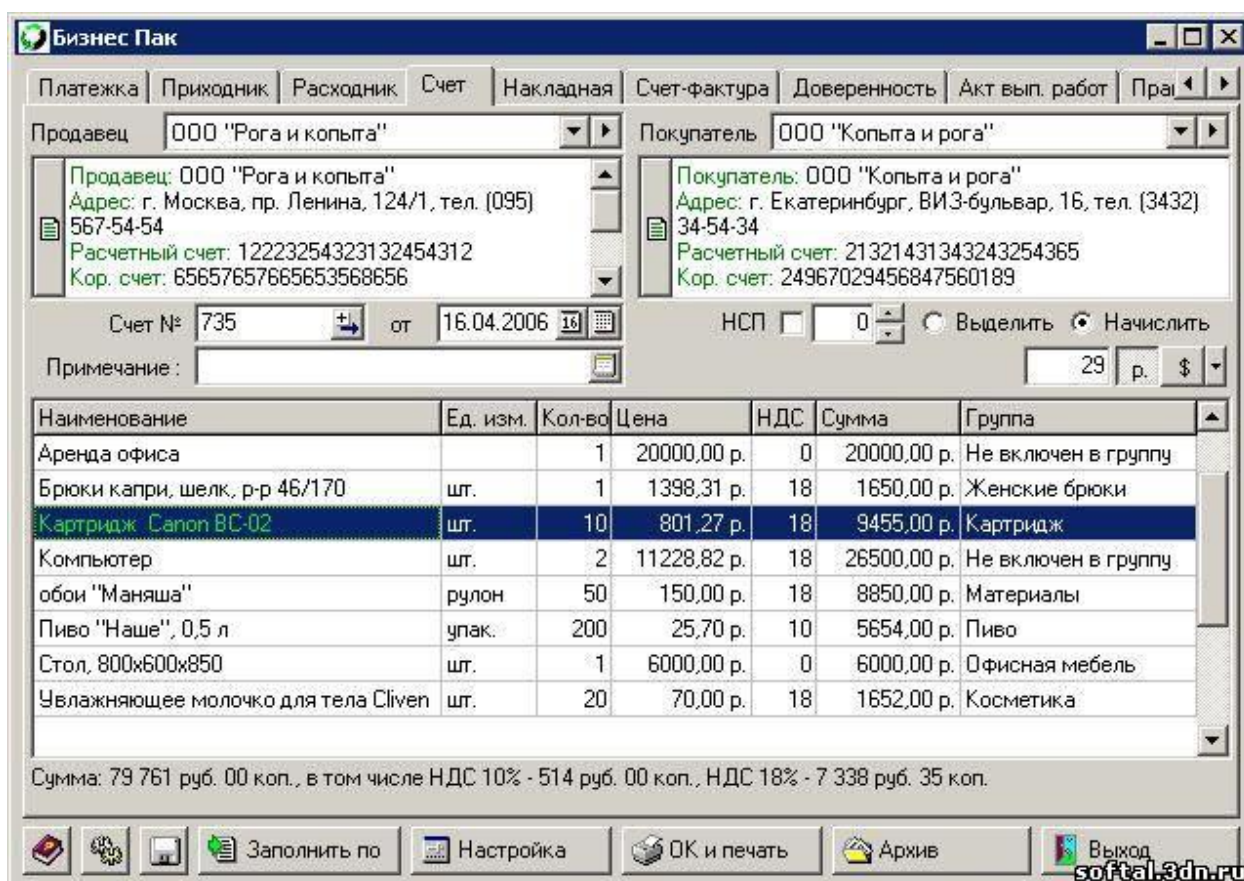 Бизнес Пак
Платежка Приходник Расходник Счет Накладная Счет-фактура Доверенность Акт вып. работ Пра
Продавец ООО "Рога и копыта" Покупатель ООО "Копыта и рога"
Продавец: ООО "Рога и копыта"
Адрес: г. Москва, пр. Ленина, 124/1, тел. (095)
567-54-54
Расчетный счет: 12223254323132454312
Кор. счет: 65657657665653568656
Покупатель: ООО "Копыта и рога"
Адрес: г. Екатеринбург, ВИЗ-бульвар, 16, тел. (3432)
34-54-34
Расчетный счет: 21321431343243254365
Кор. счет: 24967029456847560189
Счет № 735 от 16.04.2006 16 НСП 0 Выделить Начислить
Примечание : 29 р. $
Наименование Ед. изм. Кол-во Цена НДС Сумма Группа
Аренда офиса 1 20000,00 р. 0 20000,00 р. Не включен в группу
Брюки капри, шелк, р-р 46/170 шт. 1 1398,31 р. 18 1650,00 р. Женские брюки
Картридж Canon BC-02 шт. 10 801,27 р. 18 9455,00 р. Картридж
Компьютер шт. 2 11228,82 р. 18 26500,00 р. Не включен в группу
обои "Маняша" рулон 50 150,00 р. 18 8850,00 р. Материалы
Пиво "Наше", 0,5 л упак. 200 25,70 р. 10 5654,00 р. Пиво
Стол, 800х600х850 шт. 1 6000,00 р. 0 6000,00 р. Офисная мебель
Увлажняющее молочко для тела Cliven шт. 20 70,00 р. 18 1652,00 р. Косметика
Сумма: 79 761 руб. 00 коп., в том числе НДС 10% - 514 руб. 00 коп., НДС 18% - 7 338 руб. 35 коп.
Заполнить по Настройка ОК и печать Архив Выход
softal.3dn.ru